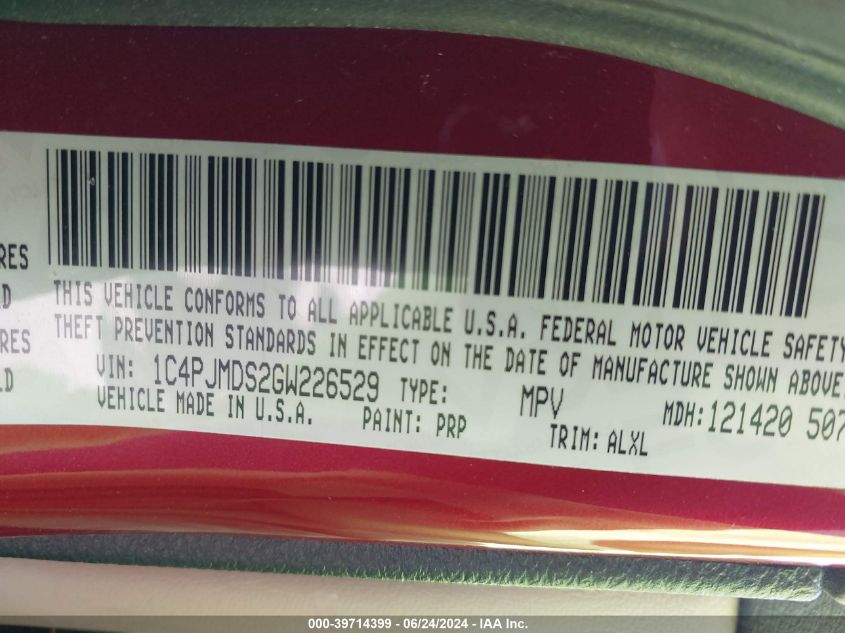 RES
D
RES
LD
THIS VEHICLE CONFORMS TO ALL APPLICABLE U.S.A. FEDERAL MOTOR VEHICLE SAFETY
THEFT PREVENTION STANDARDS IN EFFECT ON THE DATE OF MANUFACTURE SHOWN ABOVE.
VIN: 1C4PJMDS2GW226529 TYPE: MPV MDH:121420 507
VEHICLE MADE IN U.S.A. PAINT: PRP TRIM: ALXL
000-39714399 - 06/24/2024 - IAA Inc.